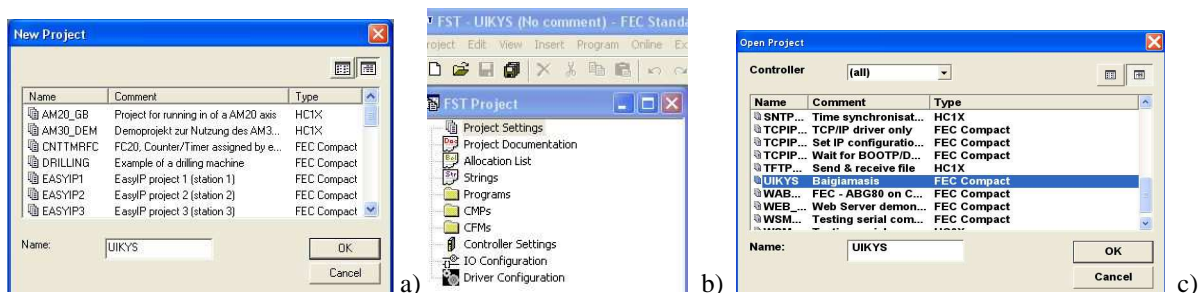 New Project
Name Comment Type
AM20_GB Project for running in of a AM20 axis HC1X
AM30_DEM Demoprojekt zur Nutzung des AM3... HC1X
CNTTMRFC FC20, Counter/Timer assigned by e... FEC Compact
DRILLING Example of a drilling machine FEC Compact
EASYIP1 EasyIP project 1 (station 1) FEC Compact
EASYIP2 EasyIP project 2 (station 2) FEC Compact
EASYIP3 EasyIP project 3 (station 3) FEC Compact
Name: UIKYS OK
Cancel
a)
FST - UIKYS (No comment) - FEC Standa
roject Edit View Insert Program Online Ex
FST Project
Project Settings
Project Documentation
Allocation List
Strings
Programs
CMPs
CFMs
Controller Settings
IO Configuration
Driver Configuration
b)
Open Project
Controller (all)
Name Comment Type
SNTP... Time synchronisat... HC1X
TCPIP... TCP/IP driver only HC1X
TCPIP... Set IP configuratio... FEC Compact
TCPIP... Wait for BOOTP/D... FEC Compact
TFTP... Send & receive file HC1X
UIKYS Baigiamasis FEC Compact
WAB... FEC - ABG80 on C... FEC Compact
WEB_... Web Server demon... FEC Compact
WSM... Testing serial com... FEC Compact
Name: UIKYS OK
Cancel
c)